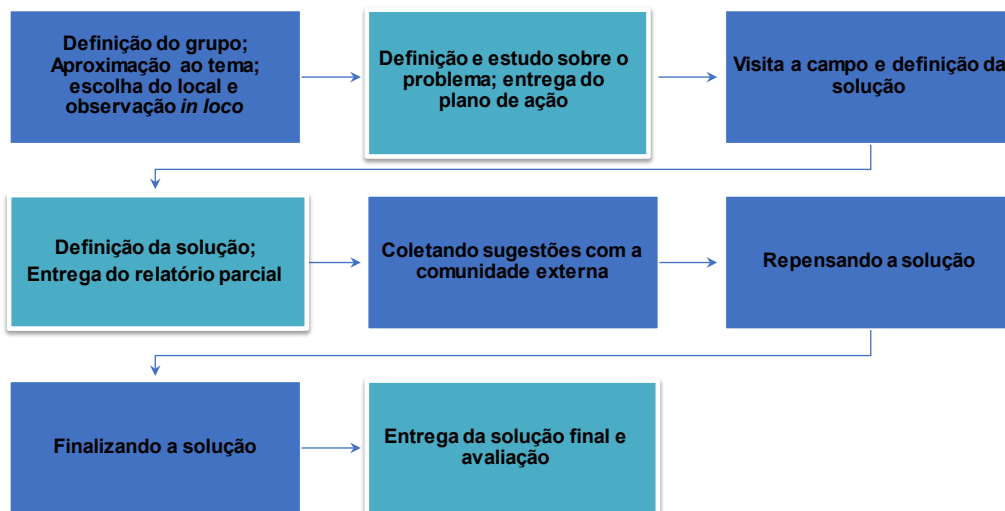 Definição do grupo;
Aproximação ao tema;
escolha do local e
observação in loco
Definição e estudo sobre o
problema; entrega do
plano de ação
Visita a campo e definição da
solução
Definição da solução;
Entrega do relatório parcial
Coletando sugestões com a
comunidade externa
Repensando a solução
Finalizando a solução
Entrega da solução final e
avaliação